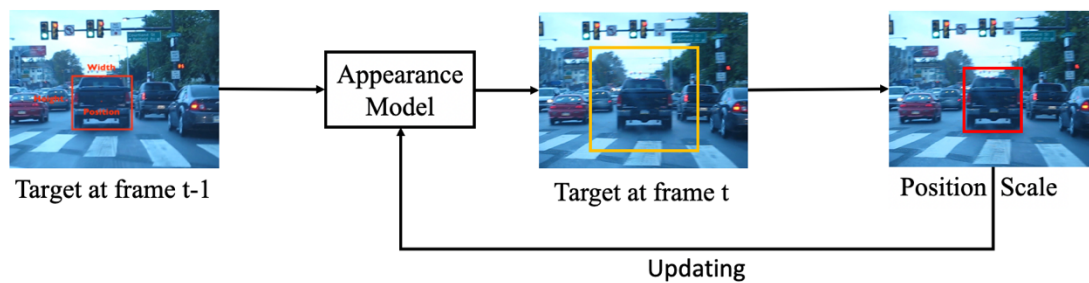 Width
Height
Position
Appearance
Model
Target at frame t-1
Target at frame t
Position
Scale
Updating